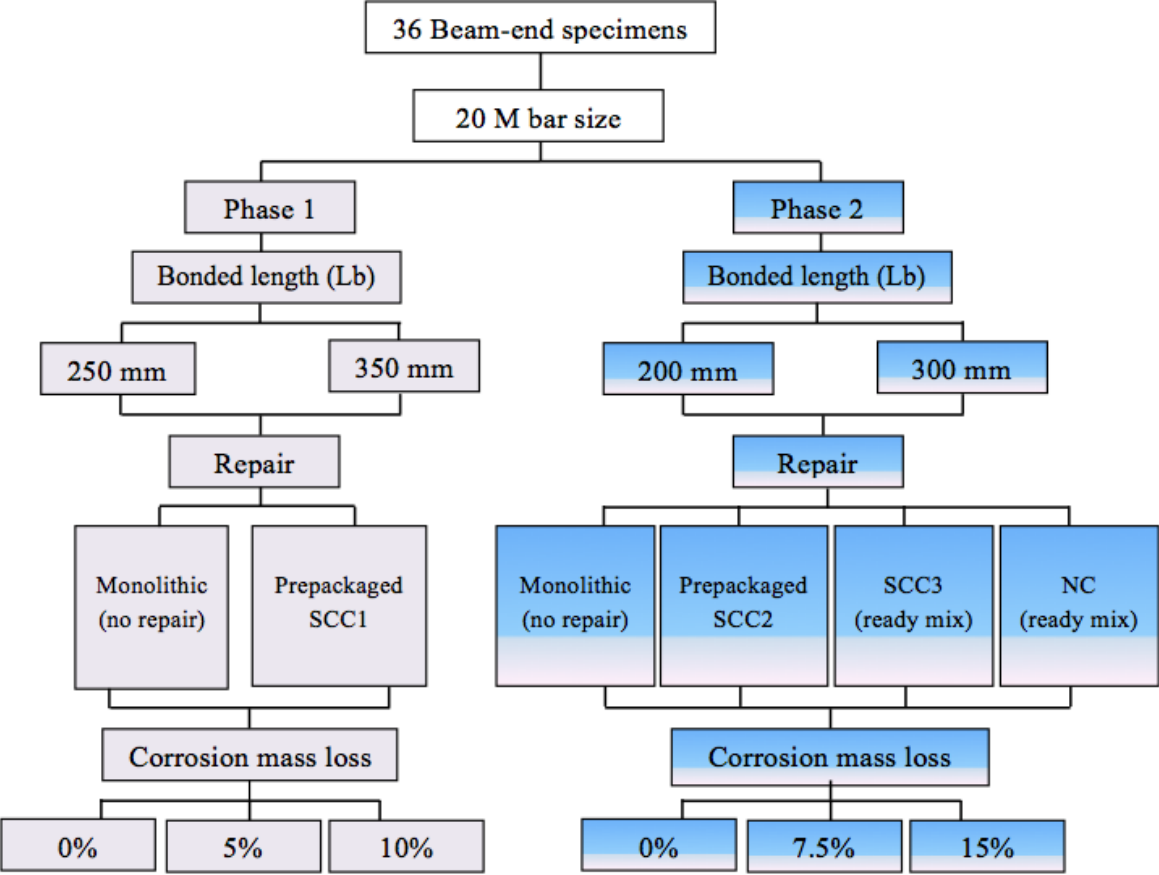 36 Beam-end specimens
20 M bar size
Phase 1
Phase 2
Bonded length (Lb)
Bonded length (Lb)
250 mm
350 mm
200 mm
300 mm
Repair
Repair
Monolithic
(no repair)
Prepackaged
SCC1
Monolithic
(no repair)
Prepackaged
SCC2
SCC3
(ready mix)
NC
(ready mix)
Corrosion mass loss
Corrosion mass loss
0%
5%
10%
0%
7.5%
15%